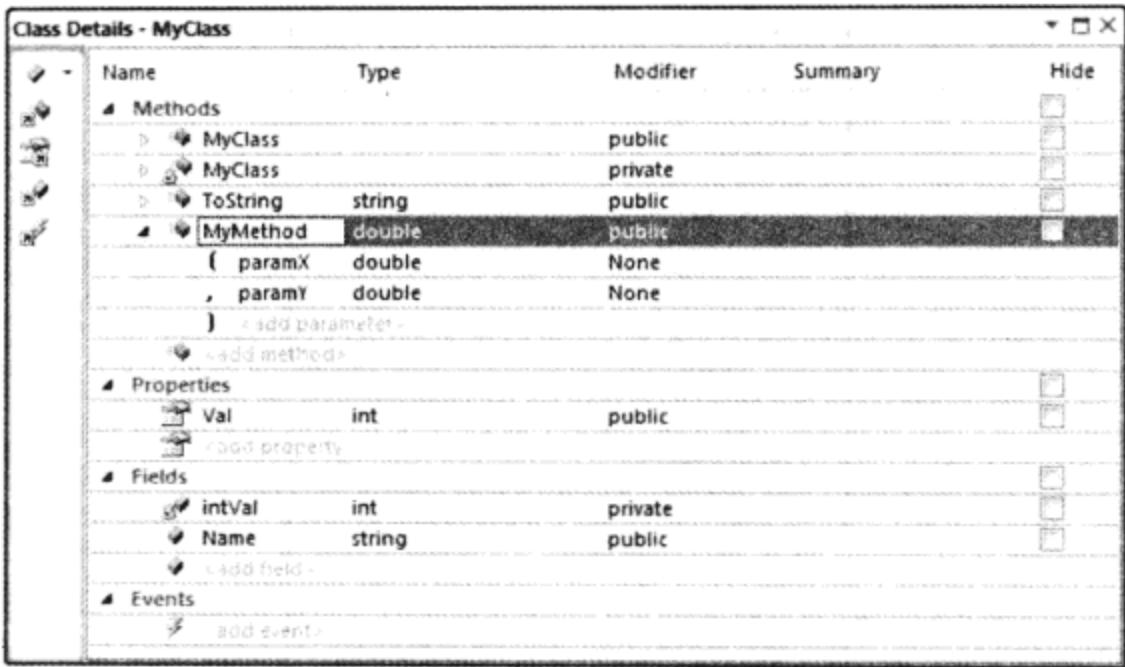 Class Details - MyClass
Name Type Modifier Summary Hide
Methods
MyClass public
MyClass private
ToString string public
MyMethod double public
( paramX double None
, paramY double None
) <add parameter>
<add method>
Properties
Val int public
<add property
Fields
intVal int private
Name string public
<add field>
Events
add event>